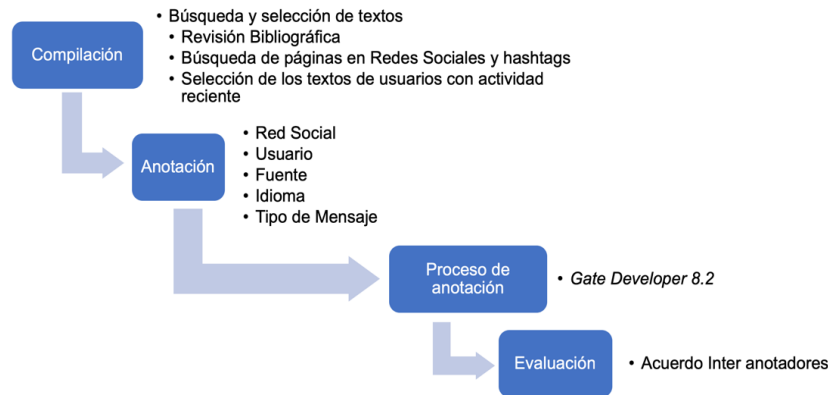 Compilación
• Búsqueda y selección de textos
• Revisión Bibliográfica
• Búsqueda de páginas en Redes Sociales y hashtags
• Selección de los textos de usuarios con actividad
reciente
Anotación
• Red Social
• Usuario
• Fuente
• Idioma
• Tipo de Mensaje
Proceso de
anotación
• Gate Developer 8.2
Evaluación
• Acuerdo Inter anotadores